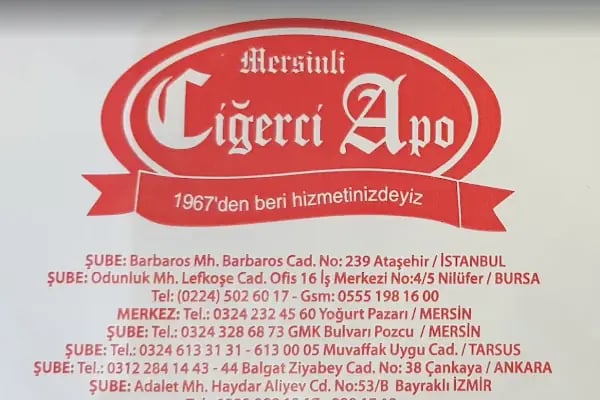 Mersinli
Ciğerci Apo
1967'den beri hizmetinizdeyiz
ŞUBE: Barbaros Mh. Barbaros Cad. No: 239 Ataşehir / İSTANBUL
ŞUBE: Odunluk Mh. Lefkoşe Cad. Ofis 16 İş Merkezi No:4/5 Nilüfer / BURSA
Tel: (0224) 502 60 17 - Gsm: 0555 198 16 00
MERKEZ: Tel.: 0324 232 45 60 Yoğurt Pazarı / MERSİN
ŞUBE: Tel.: 0324 328 68 73 GMK Bulvarı Pozcu / MERSİN
ŞUBE: Tel.: 0324 613 31 31 - 613 00 05 Muvaffak Uygu Cad. / TARSUS
ŞUBE: Tel.: 0312 284 14 43 - 44 Balgat Ziyabey Cad. No: 38 Çankaya / ANKARA
ŞUBE: Adalet Mh. Haydar Aliyev Cd. No:53/B Bayraklı İZMİR